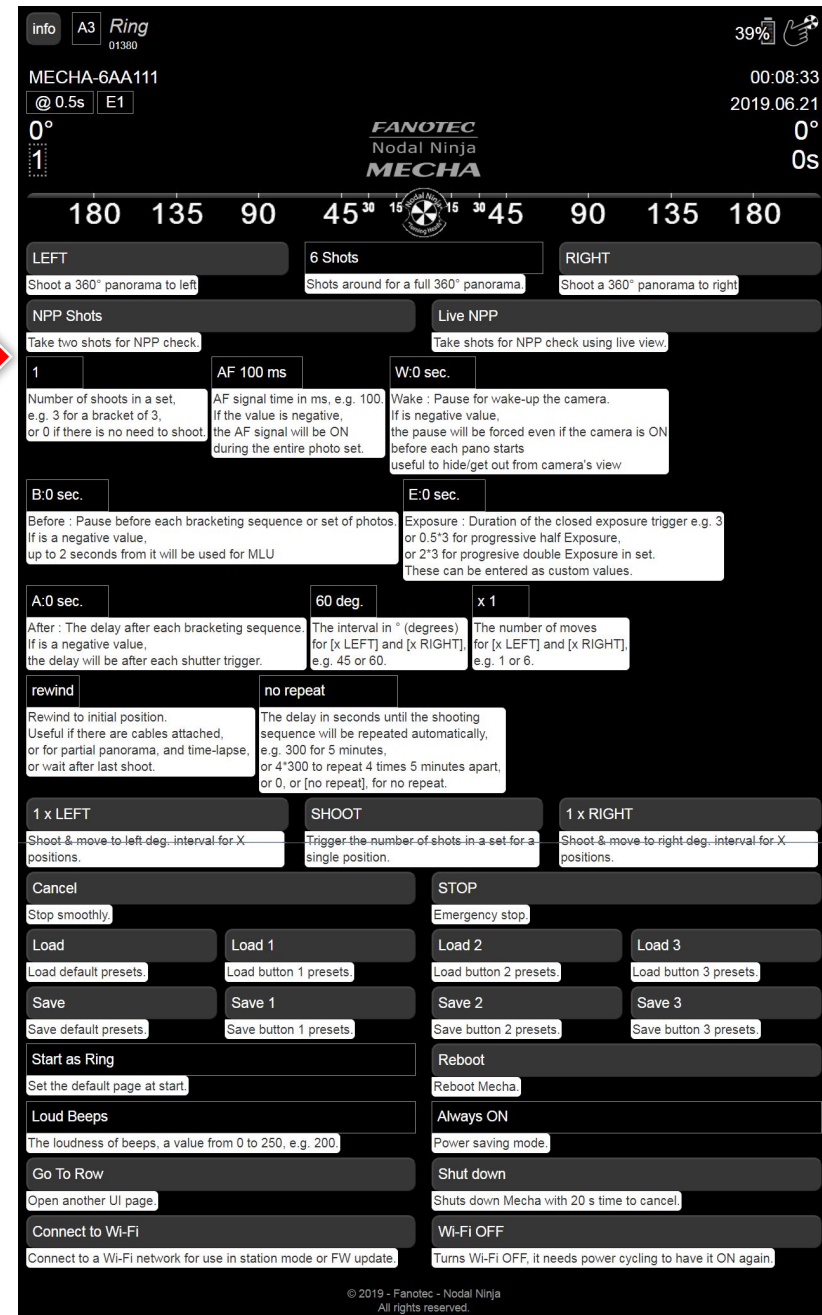 info A3 Ring 39%
01380
MECHA-6AA111 00:08:33
@ 0.5s E1 2019.06.21
0° FANOTEC 0°
Nodal Ninja
1 MECHA 0s
180 135 90 45 30 15 Nodal Ninja Turning Heads 15 30 45 90 135 180
LEFT 6 Shots RIGHT
Shoot a 360° panorama to left Shots around for a full 360° panorama. Shoot a 360° panorama to right
NPP Shots Live NPP
Take two shots for NPP check. Take shots for NPP check using live view.
1 AF 100 ms W:0 sec.
Number of shoots in a set,
e.g. 3 for a bracket of 3,
or 0 if there is no need to shoot.
AF signal time in ms, e.g. 100.
If the value is negative,
the AF signal will be ON
during the entire photo set.
Wake : Pause for wake-up the camera.
If is negative value,
the pause will be forced even if the camera is ON
before each pano starts
useful to hide/get out from camera's view
B:0 sec. E:0 sec.
Before : Pause before each bracketing sequence or set of photos.
If is a negative value,
up to 2 seconds from it will be used for MLU
Exposure : Duration of the closed exposure trigger e.g. 3
or 0.5*3 for progressive half Exposure,
or 2*3 for progresive double Exposure in set.
These can be entered as custom values.
A:0 sec. 60 deg. x 1
After : The delay after each bracketing sequence.
If is a negative value,
the delay will be after each shutter trigger.
The interval in ° (degrees)
for [x LEFT] and [x RIGHT],
e.g. 45 or 60.
The number of moves
for [x LEFT] and [x RIGHT],
e.g. 1 or 6.
rewind no repeat
Rewind to initial position.
Useful if there are cables attached,
or for partial panorama, and time-lapse,
or wait after last shoot.
The delay in seconds until the shooting
sequence will be repeated automatically,
e.g. 300 for 5 minutes,
or 4*300 to repeat 4 times 5 minutes apart,
or 0, or [no repeat], for no repeat.
1 x LEFT SHOOT 1 x RIGHT
Shoot & move to left deg. interval for X
positions.
Trigger the number of shots in a set for a
single position.
Shoot & move to right deg. interval for X
positions.
Cancel STOP
Stop smoothly. Emergency stop.
Load Load 1 Load 2 Load 3
Load default presets. Load button 1 presets. Load button 2 presets. Load button 3 presets.
Save Save 1 Save 2 Save 3
Save default presets. Save button 1 presets. Save button 2 presets. Save button 3 presets.
Start as Ring Reboot
Set the default page at start. Reboot Mecha.
Loud Beeps Always ON
The loudness of beeps, a value from 0 to 250, e.g. 200. Power saving mode.
Go To Row Shut down
Open another UI page. Shuts down Mecha with 20 s time to cancel.
Connect to Wi-Fi Wi-Fi OFF
Connect to a Wi-Fi network for use in station mode or FW update. Turns Wi-Fi OFF, it needs power cycling to have it ON again.
© 2019 - Fanotec - Nodal Ninja
All rights reserved.